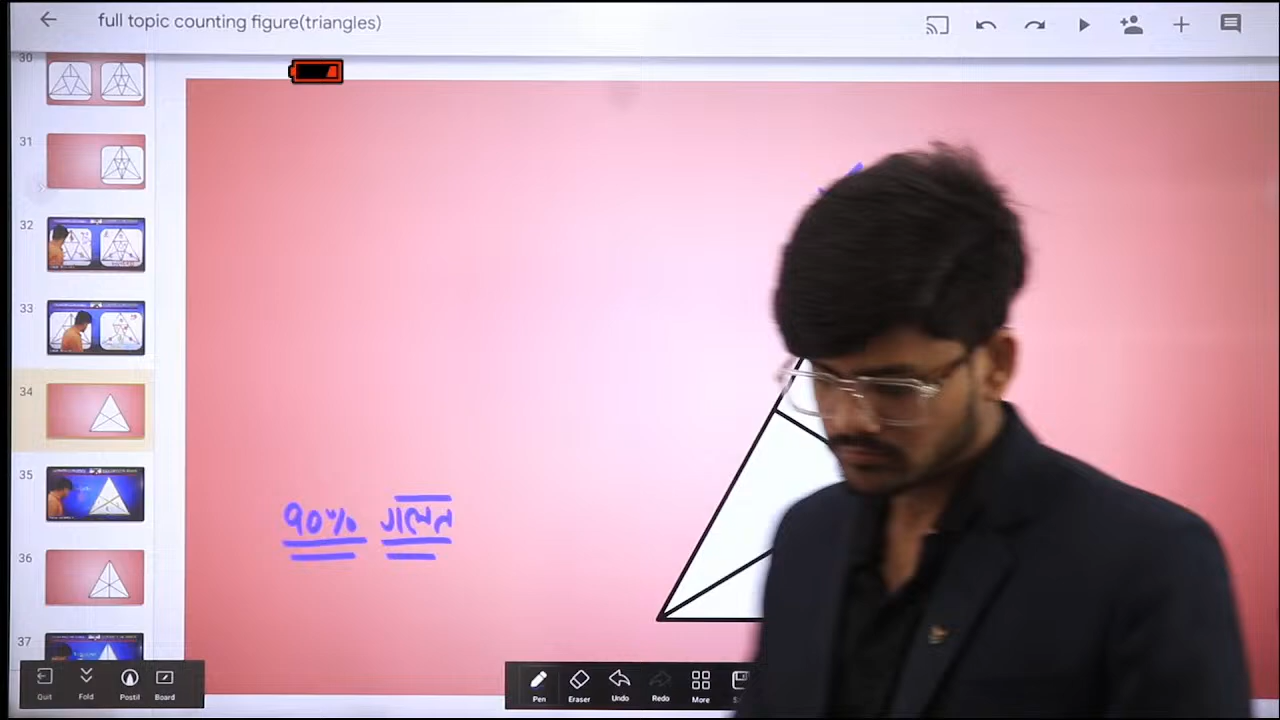 full topic counting figure(triangles)
30
31
32
33
34
35
36
37
90% गलत
Quit
Fold
Postil
Board
Pen
Eraser
Undo
Redo
More